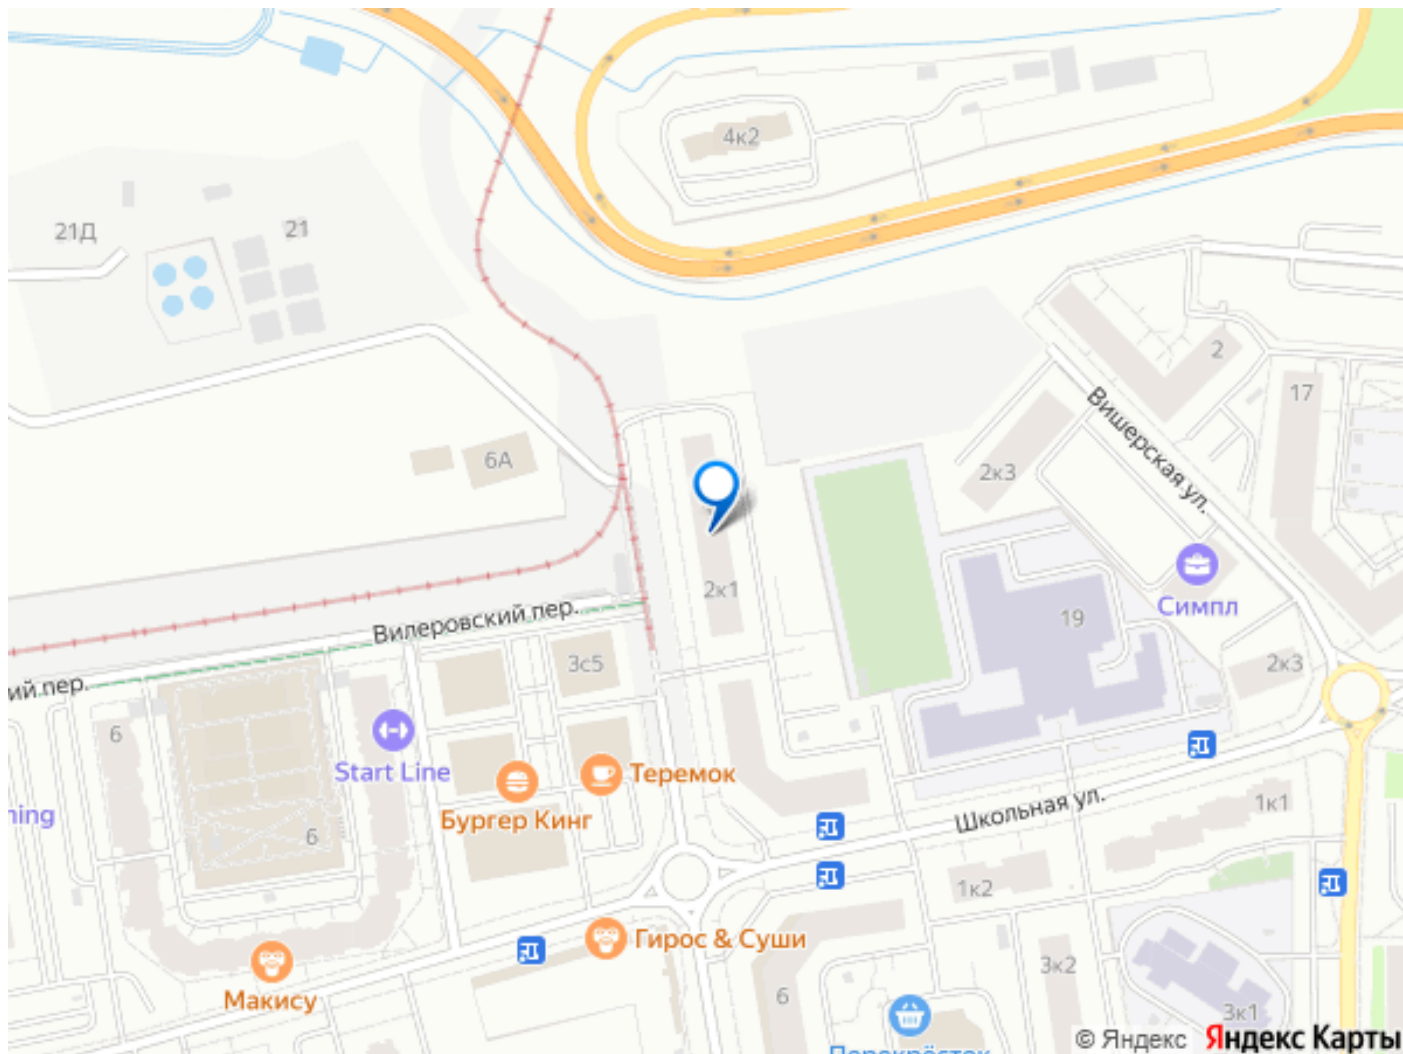 4к2
21Д
21
2
17
Вишерская ул.
6А
2к3
2к1
Симпл
19
Вилеровский пер.
3с5
2к3
ий пер.
6
Start Line
Теремок
ning
Бургер Кинг
Школьная ул.
1к1
6
1к2
Гирос & Суши
3к2
Макису
6
3к1
Перекрёсток
© Яндекс Яндекс Карты